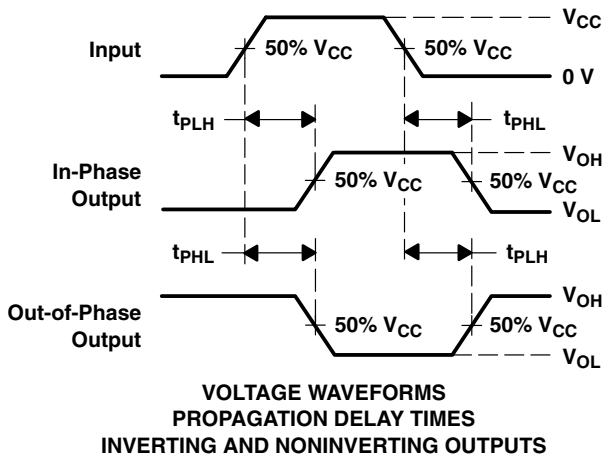 V_CC
Input
50% V_CC
50% V_CC
0 V
t_PLH
t_PHL
V_OH
In-Phase
Output
50% V_CC
50% V_CC
V_OL
t_PHL
t_PLH
V_OH
Out-of-Phase
Output
50% V_CC
50% V_CC
V_OL
VOLTAGE WAVEFORMS
PROPAGATION DELAY TIMES
INVERTING AND NONINVERTING OUTPUTS